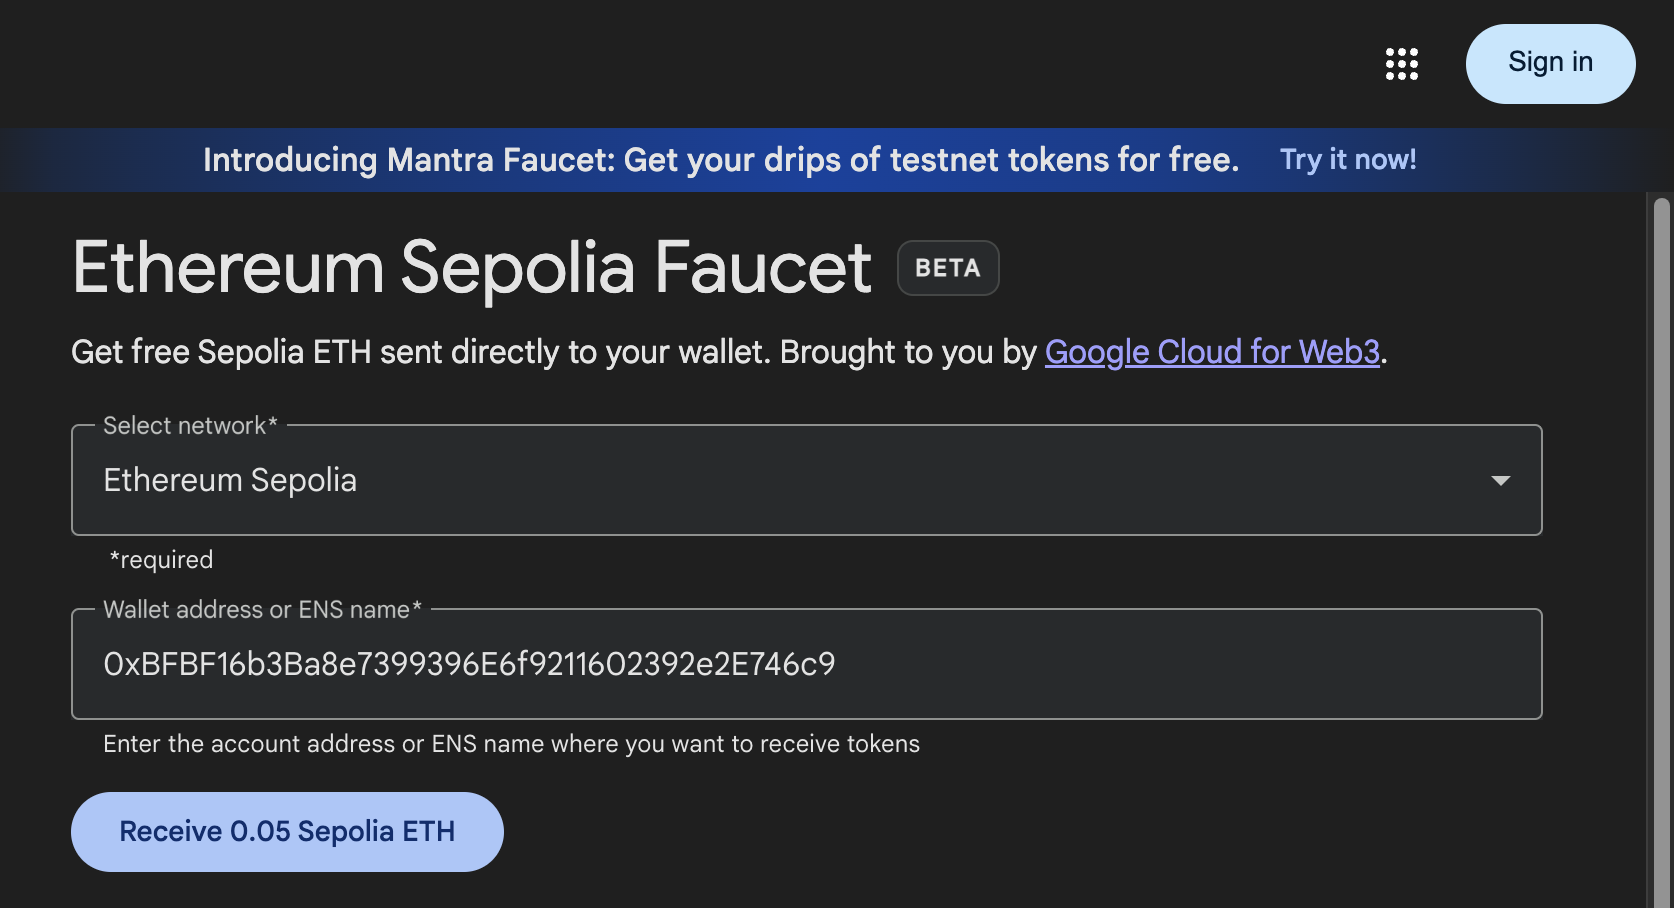 Sign in
Introducing Mantra Faucet: Get your drips of testnet tokens for free. Try it now!
Ethereum Sepolia Faucet BETA
Get free Sepolia ETH sent directly to your wallet. Brought to you by Google Cloud for Web3.
Select network*
Ethereum Sepolia
*required
Wallet address or ENS name*
0xBFBF16b3Ba8e7399396E6f9211602392e2E746c9
Enter the account address or ENS name where you want to receive tokens
Receive 0.05 Sepolia ETH